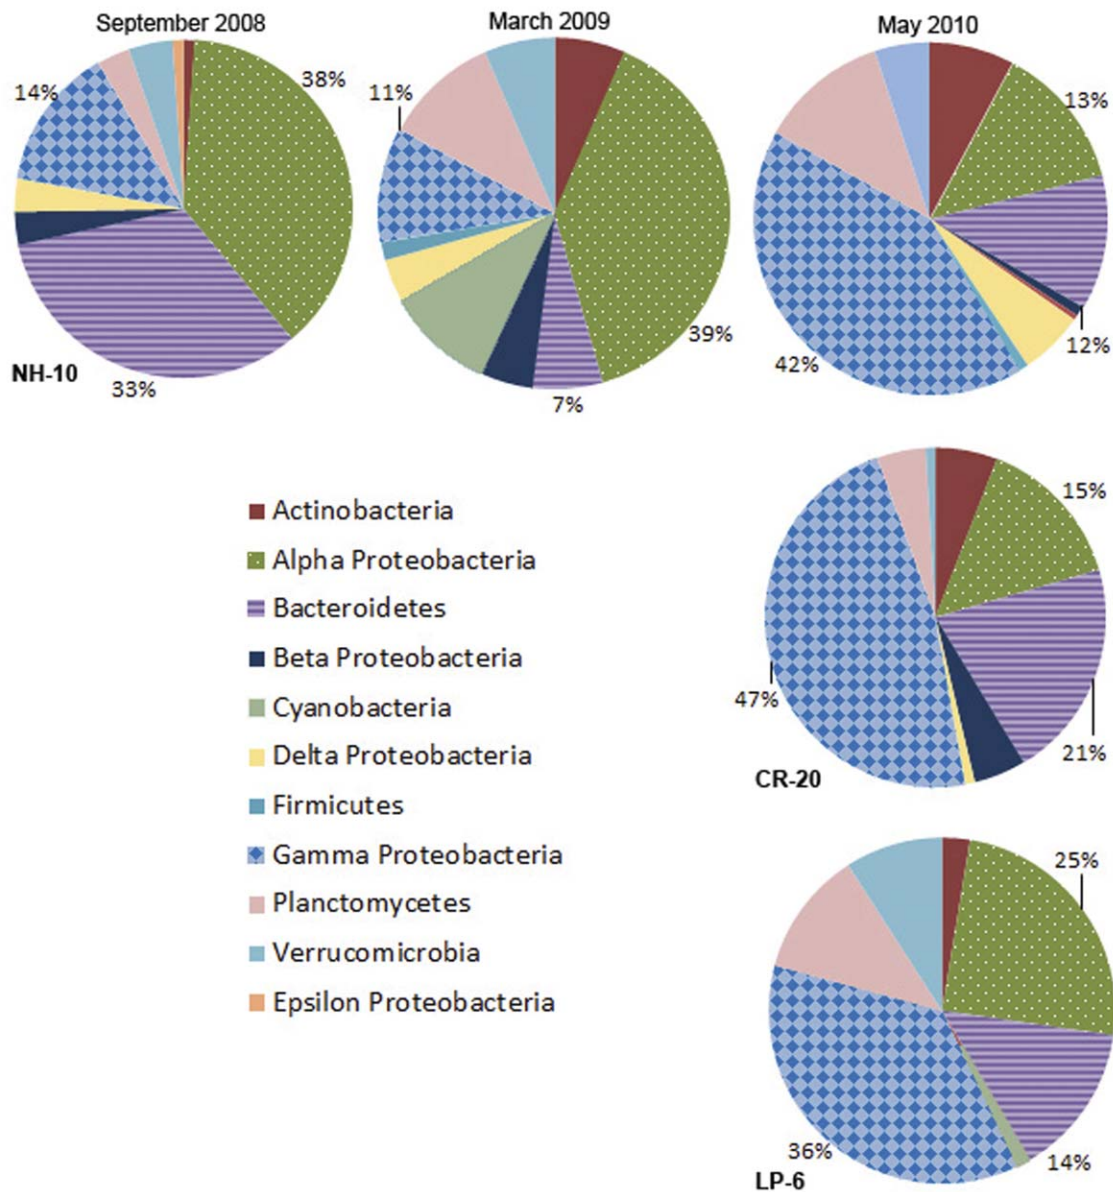 September 2008
March 2009
May 2010
14%
38%
11%
13%
39%
42%
12%
NH-10
33%
7%
Actinobacteria
Alpha Proteobacteria
Bacteroidetes
Beta Proteobacteria
Cyanobacteria
Delta Proteobacteria
Firmicutes
Gamma Proteobacteria
Planctomycetes
Verrucomicrobia
Epsilon Proteobacteria
15%
47%
21%
CR-20
25%
36%
14%
LP-6